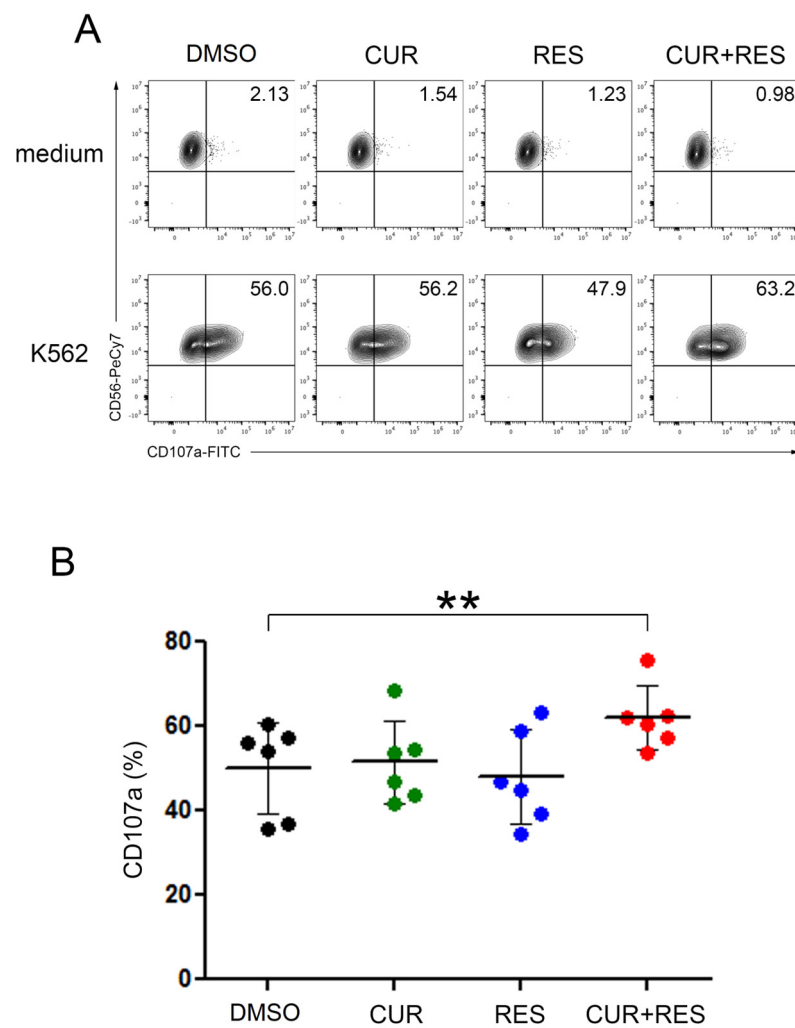 A
DMSO CUR RES CUR+RES
medium
2.13 1.54 1.23 0.98
K562
56.0 56.2 47.9 63.2
CD56-PeCy7
CD107a-FITC
B
**
CD107a (%)
80
60
40
20
0
DMSO CUR RES CUR+RES